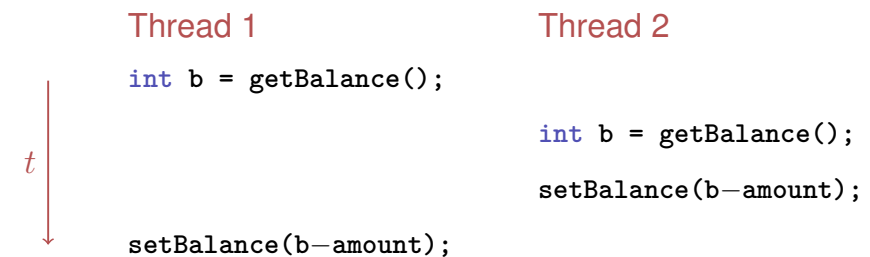 Thread 1 Thread 2
int b = getBalance();
int b = getBalance();
t
setBalance(b−amount);
setBalance(b−amount);